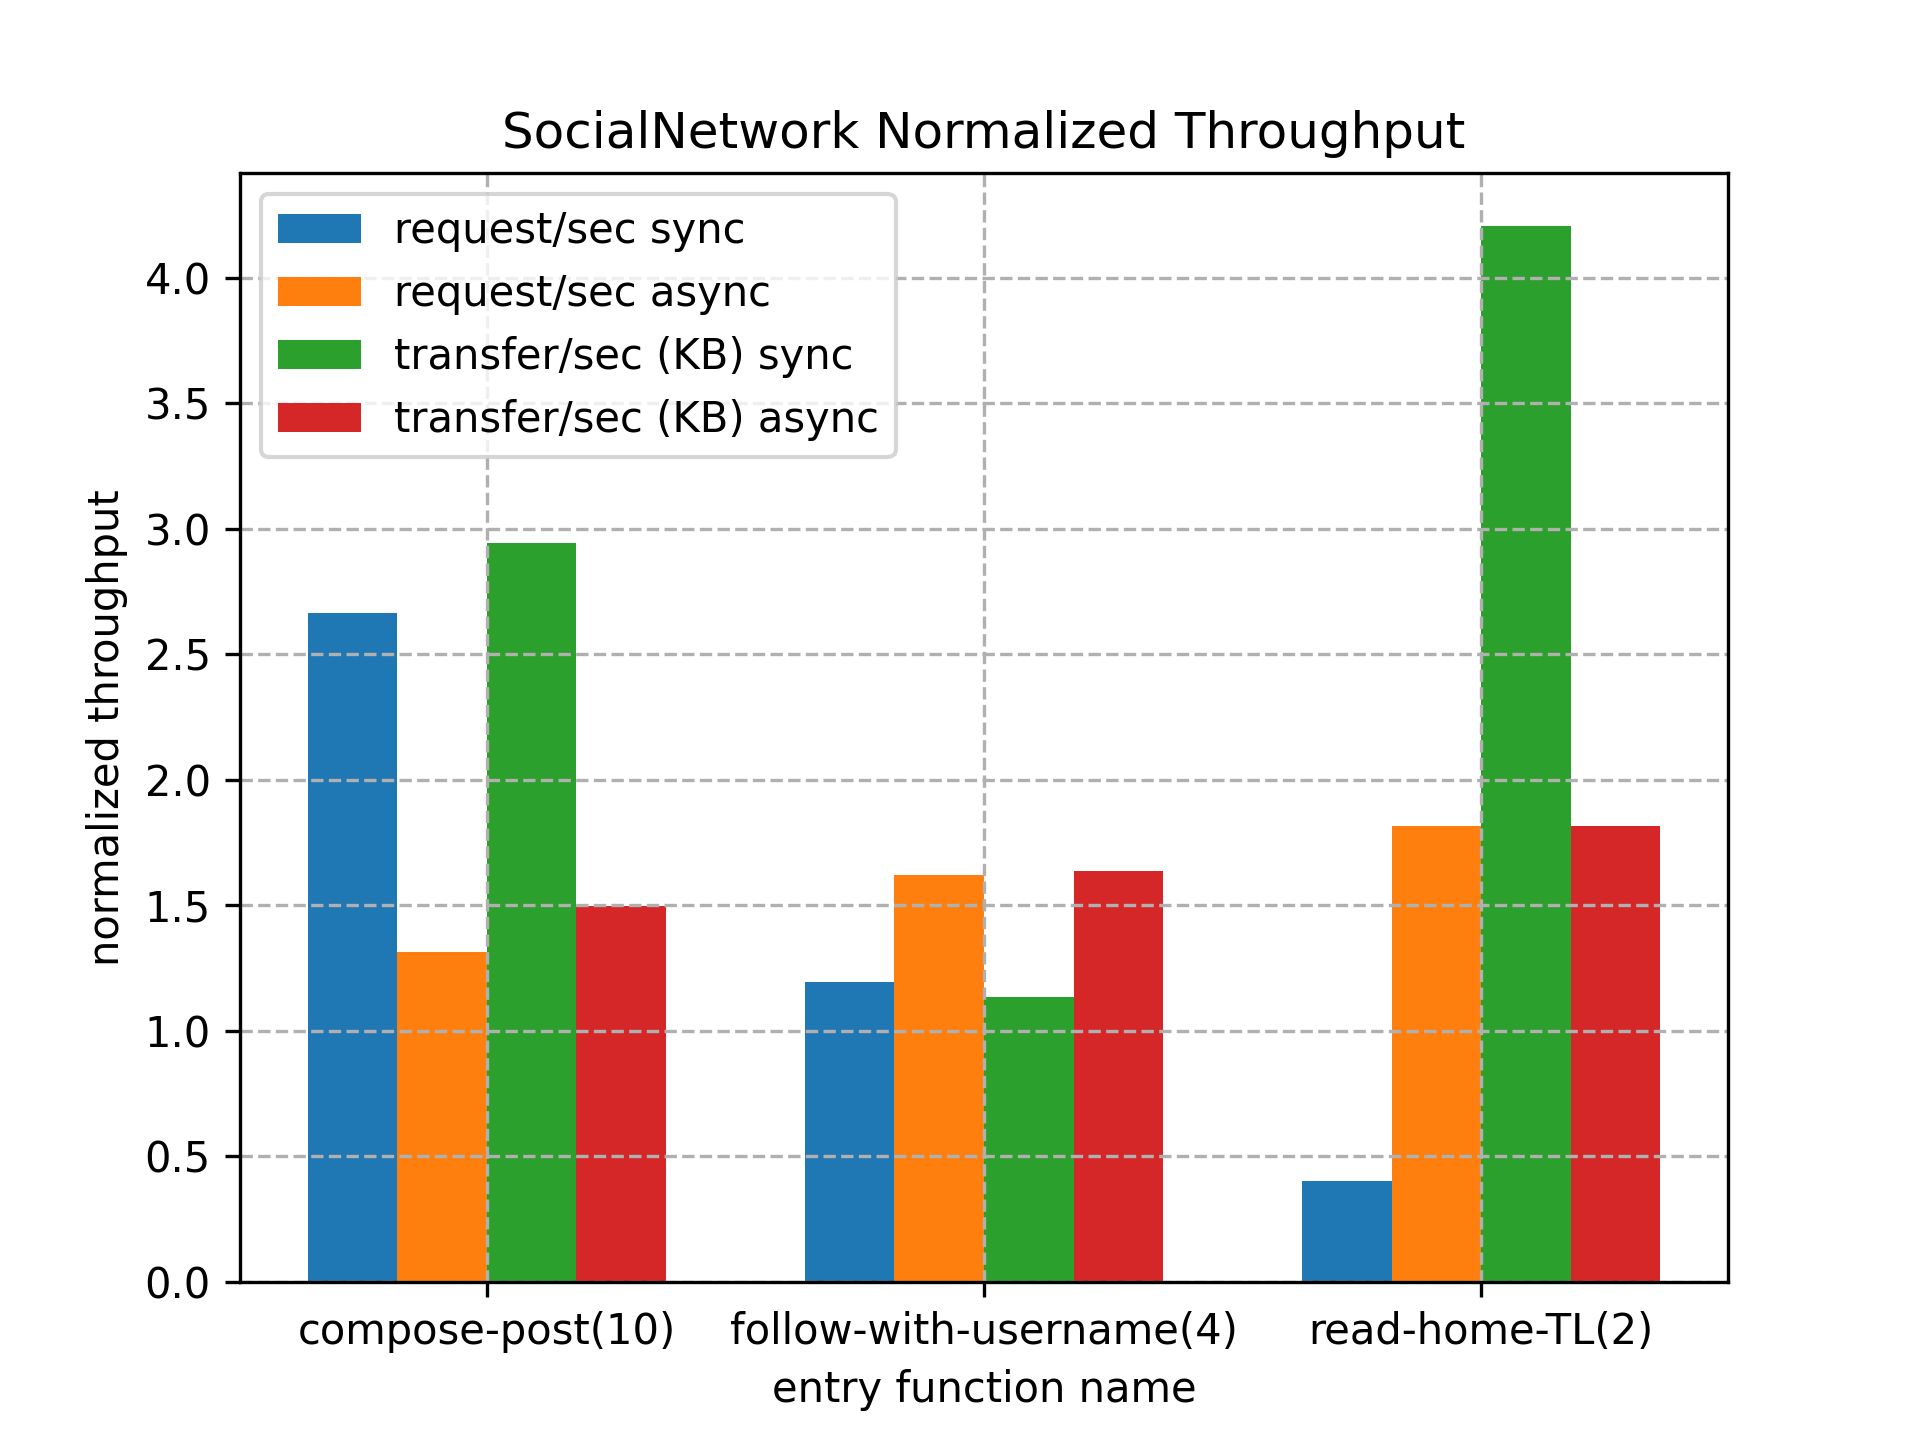 SocialNetwork Normalized Throughput
request/sec sync
request/sec async
transfer/sec (KB) sync
transfer/sec (KB) async
normalized throughput
4.0
3.5
3.0
2.5
2.0
1.5
1.0
0.5
0.0
compose-post(10) follow-with-username(4) read-home-TL(2)
entry function name